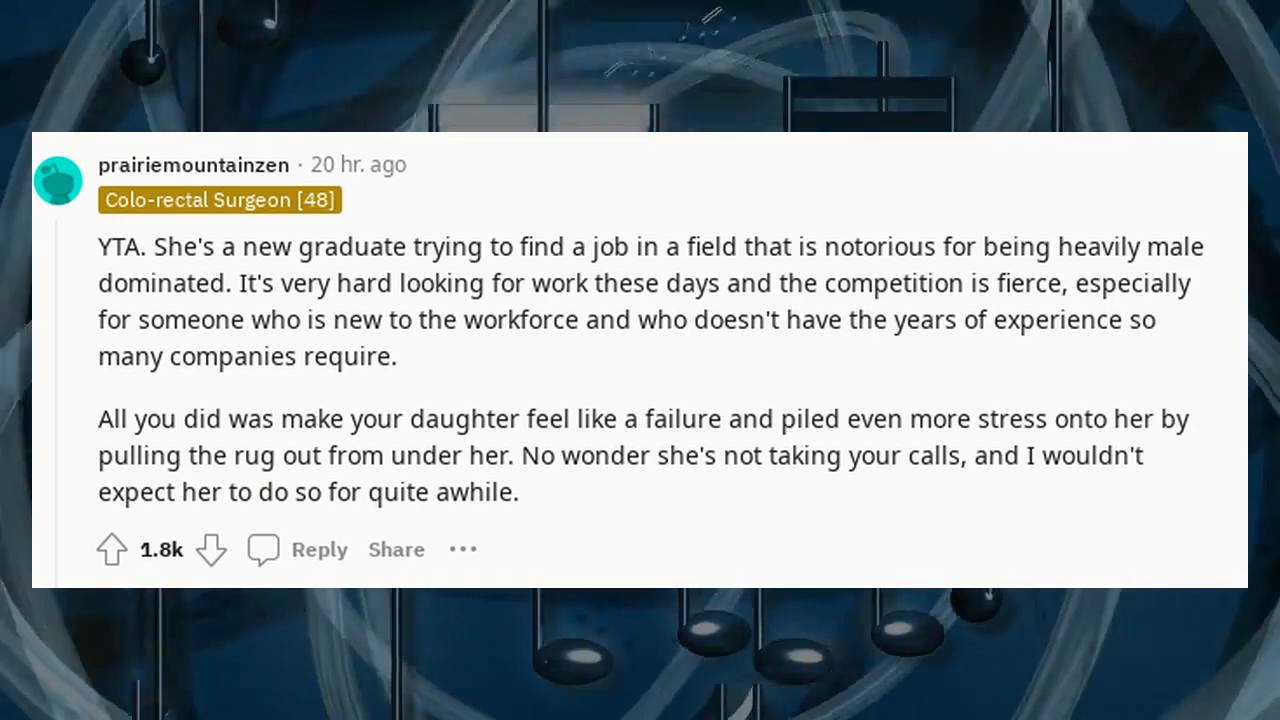 prairiemountainzen · 20 hr. ago
Colo-rectal Surgeon [48]
YTA. She's a new graduate trying to find a job in a field that is notorious for being heavily male
dominated. It's very hard looking for work these days and the competition is fierce, especially
for someone who is new to the workforce and who doesn't have the years of experience so
many companies require.
All you did was make your daughter feel like a failure and piled even more stress onto her by
pulling the rug out from under her. No wonder she's not taking your calls, and I wouldn't
expect her to do so for quite awhile.
1.8k Reply Share ···